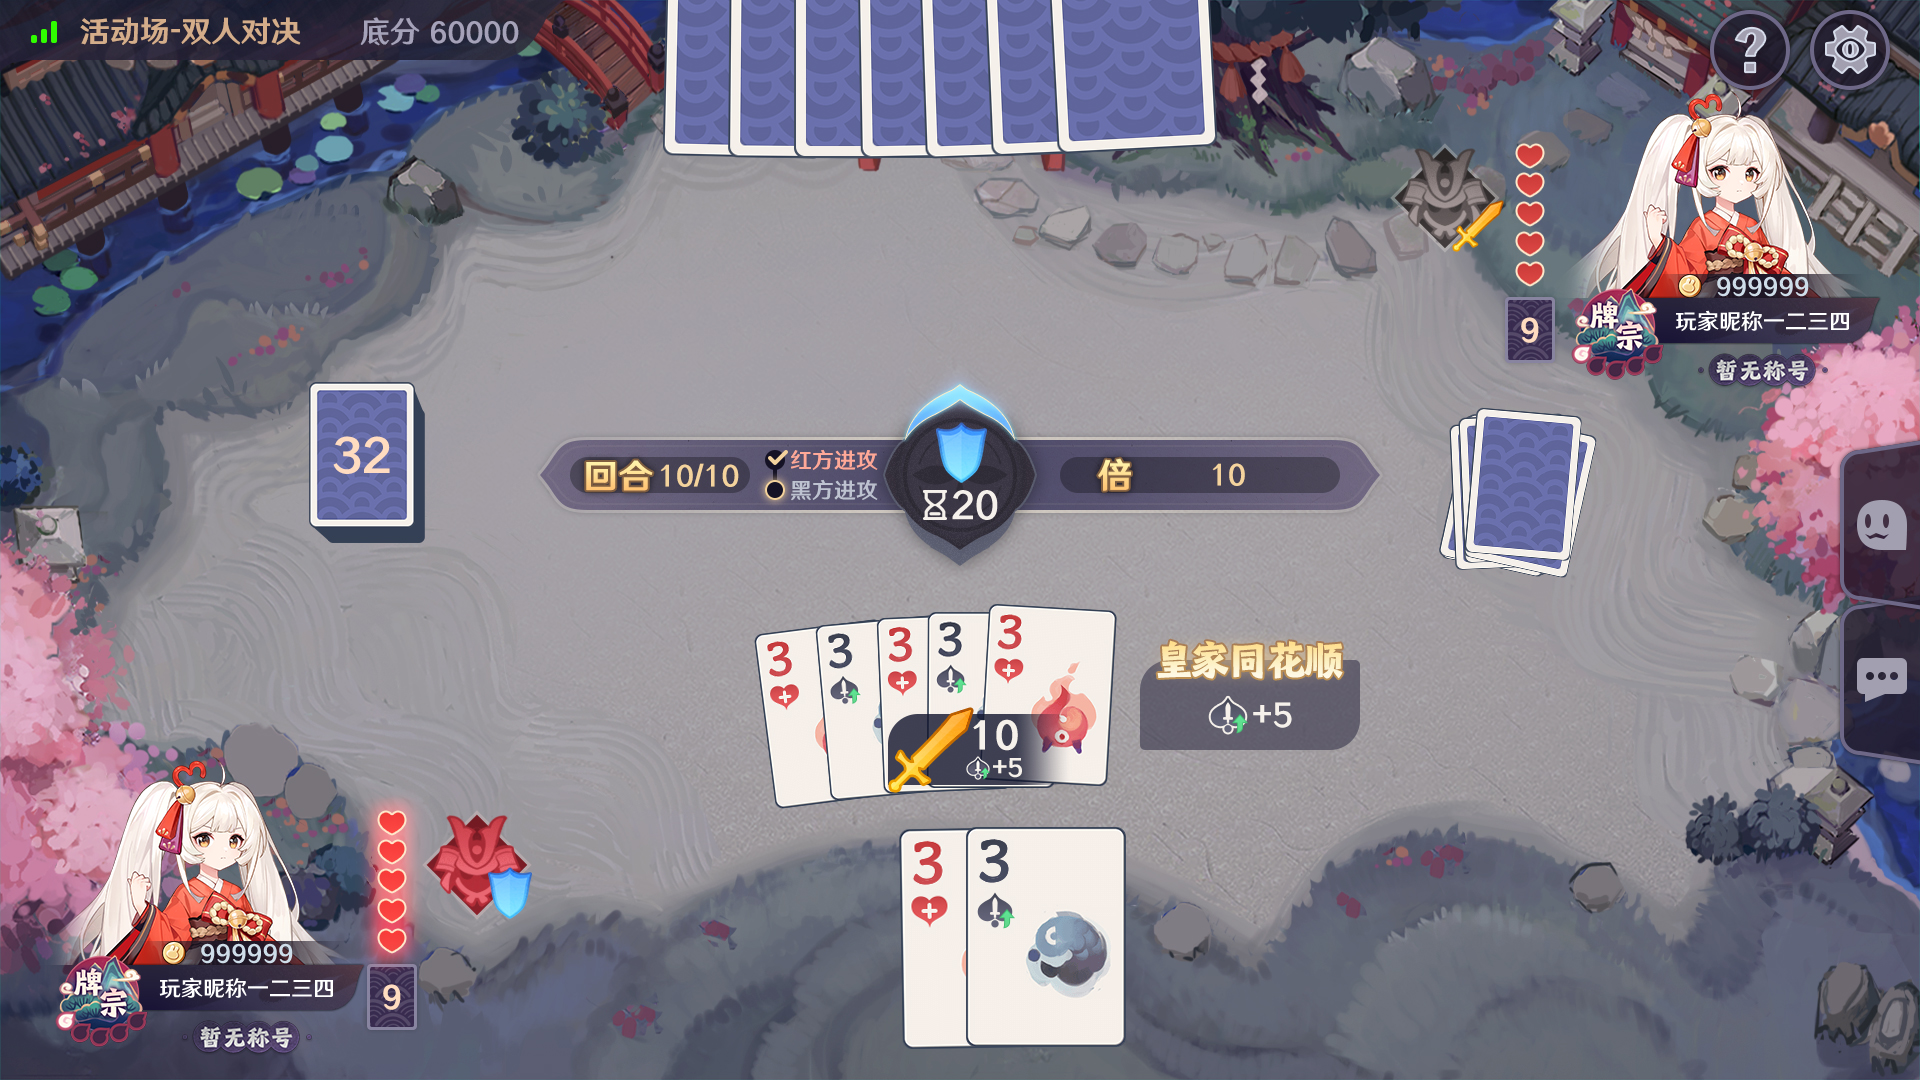 活动场-双人对决 底分 60000
999999
玩家昵称一二三四
牌宗
暂无称号
9
32
回合 10/10
红方进攻
黑方进攻
20
倍 10
3 3 3 3 3
10
+5
皇家同花顺
+5
3 3
999999
玩家昵称一二三四
牌宗
暂无称号
9